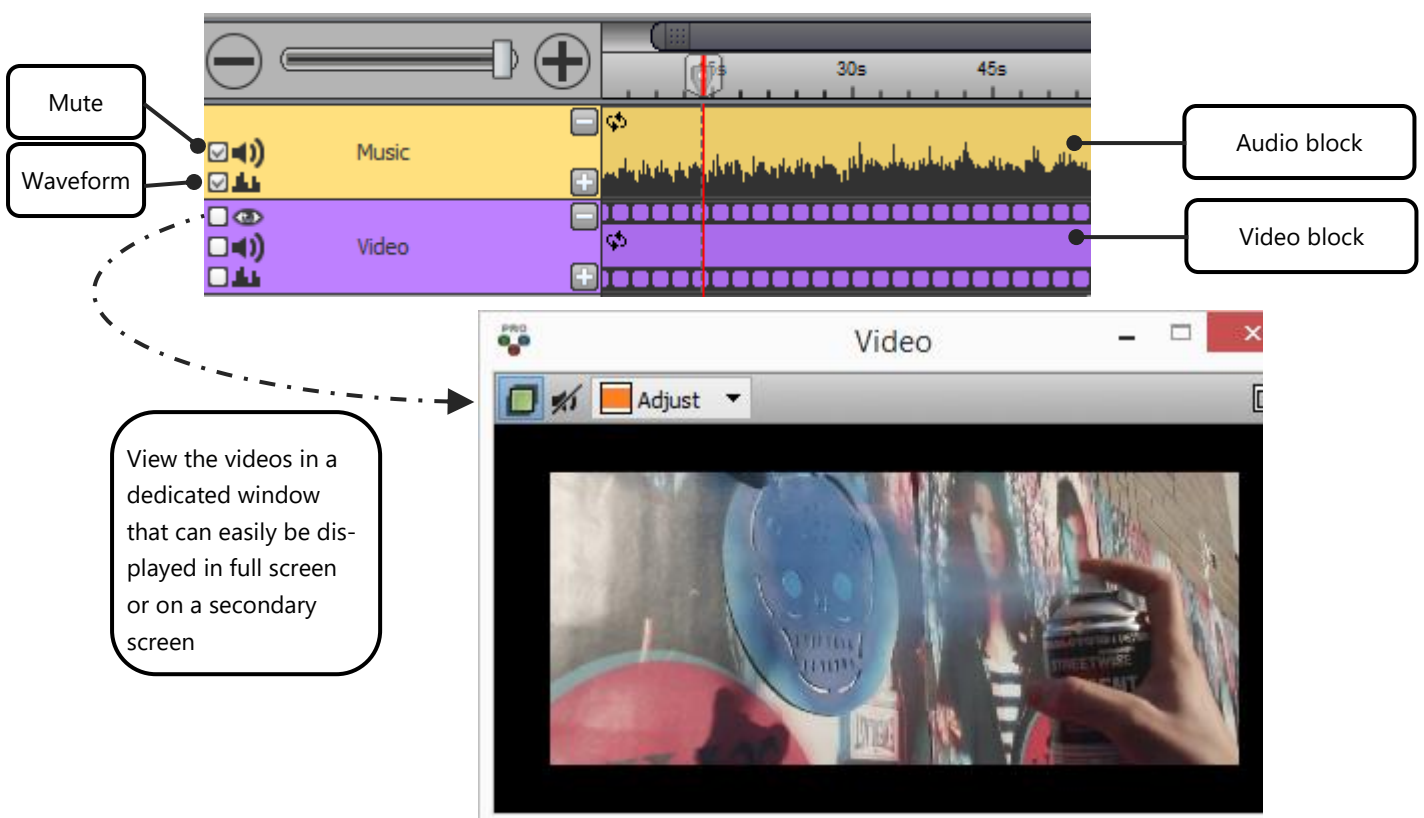 30s
45s
Mute
Music
Audio block
Waveform
Video
Video block
PRO
Video
Adjust
View the videos in a
dedicated window
that can easily be dis-
played in full screen
or on a secondary
screen
STREETWISE